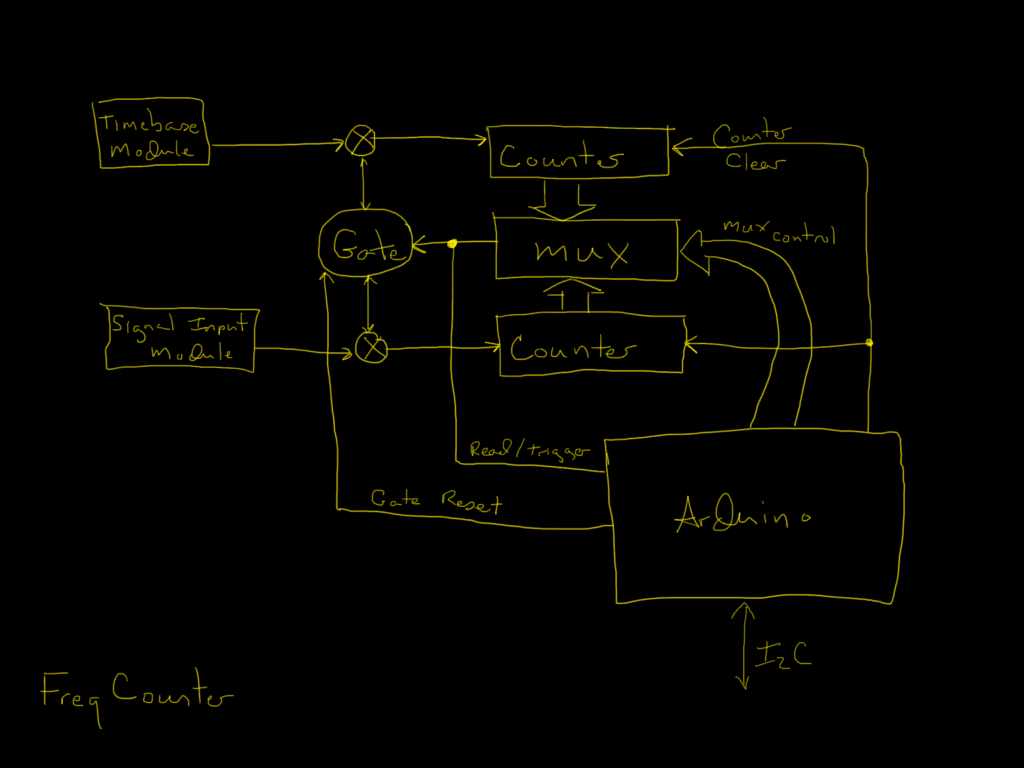 Timebase
Module
Counter
Counter
Clear
Gate
mux
mux control
Signal Input
Module
Counter
Read/trigger
Gate Reset
Arduino
I2C
Freq Counter